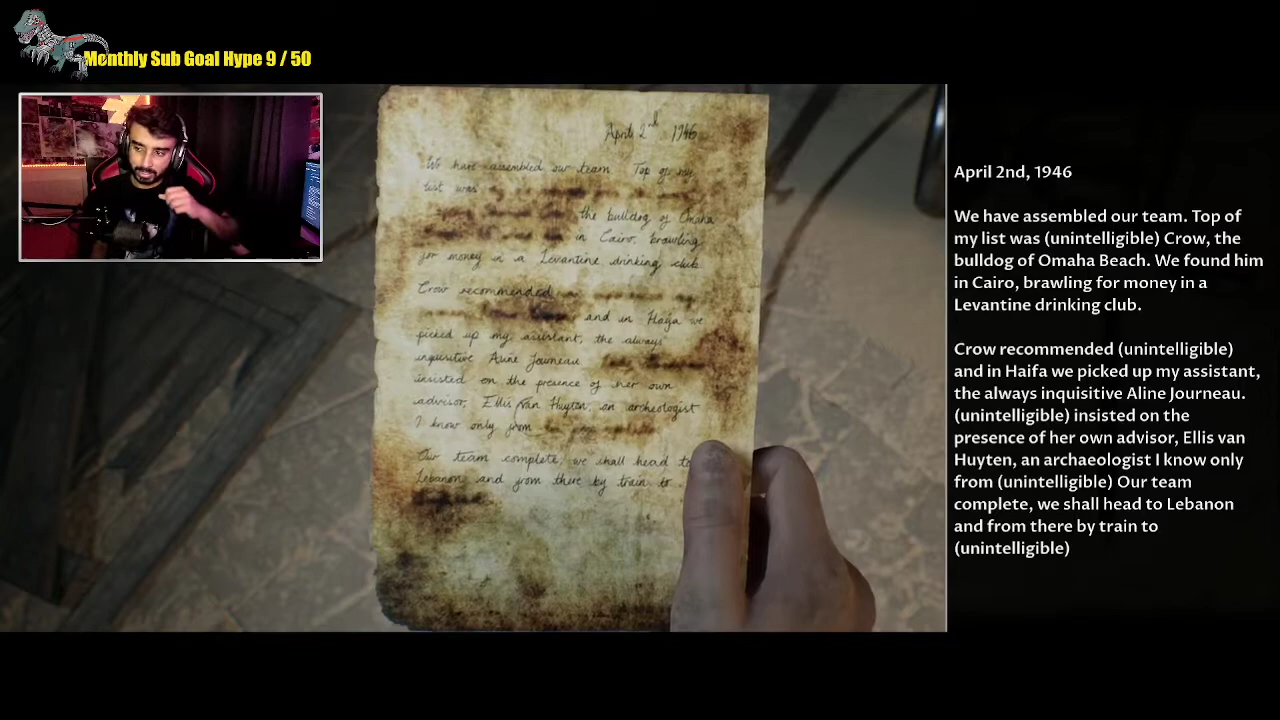 Monthly Sub Goal Hype 9 / 50
April 2nd, 1946
We have assembled our team. Top of my
list was
the bulldog of Omaha
in Cairo, brawling
for money in a Levantine drinking club
Crow recommended
and in Haifa we
picked up my assistant, the always
inquisitive Aline Journeau
insisted on the presence of her own
advisor, Ellis van Huyten, an archeologist
I know only from
Our team complete, we shall head to
Lebanon and from there by train to
April 2nd, 1946
We have assembled our team. Top of
my list was (unintelligible) Crow, the
bulldog of Omaha Beach. We found him
in Cairo, brawling for money in a
Levantine drinking club.
Crow recommended (unintelligible)
and in Haifa we picked up my assistant,
the always inquisitive Aline Journeau.
(unintelligible) insisted on the
presence of her own advisor, Ellis van
Huyten, an archaeologist I know only
from (unintelligible) Our team
complete, we shall head to Lebanon
and from there by train to
(unintelligible)